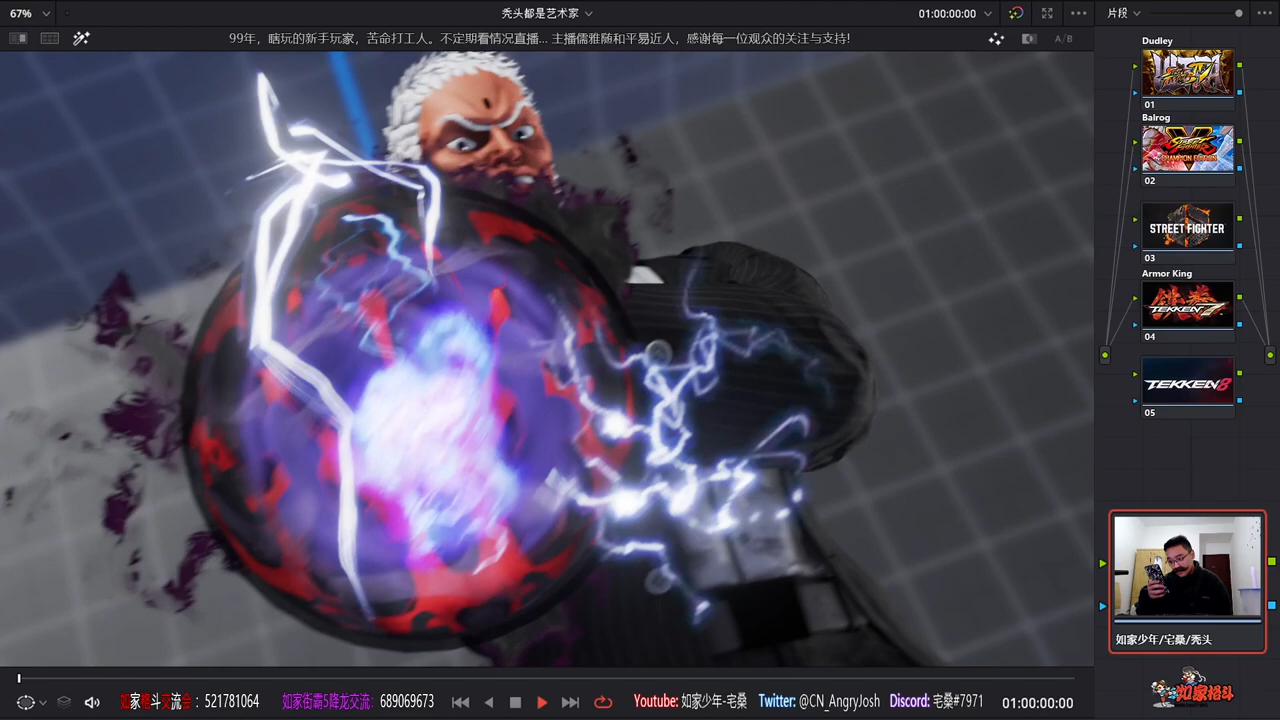 67%
秃头都是艺术家
01:00:00:00
片段
99年，瞎玩的新手玩家，苦命打工人。不定期看情况直播... 主播儒雅随和平易近人，感谢每一位观众的关注与支持!
A/B
Dudley
01
Balrog
STREET FIGHTER V
CHAMPION EDITION
02
STREET FIGHTER
03
Armor King
鉄拳
TEKKEN 7
04
TEKKEN 8
05
如家少年/宅桑/秃头
如家格斗
如家格斗交流会：521781064
如家街霸5降龙交流：689069673
Youtube: 如家少年-宅桑
Twitter: @CN_AngryJosh
Discord: 宅桑#7971
01:00:00:00